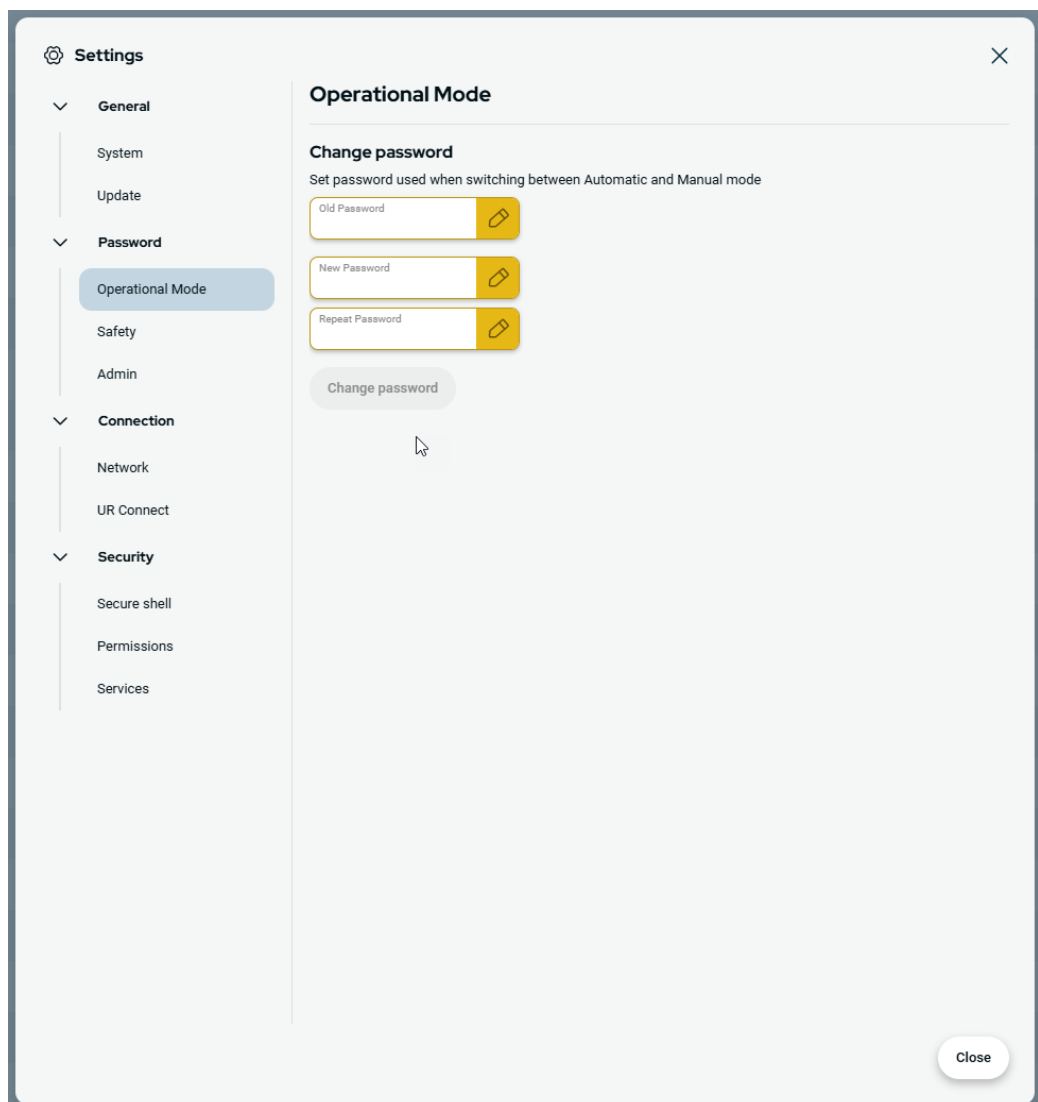 Settings
General
System
Update
Password
Operational Mode
Safety
Admin
Connection
Network
UR Connect
Security
Secure shell
Permissions
Services
Operational Mode
Change password
Set password used when switching between Automatic and Manual mode
Old Password
New Password
Repeat Password
Change password
Close